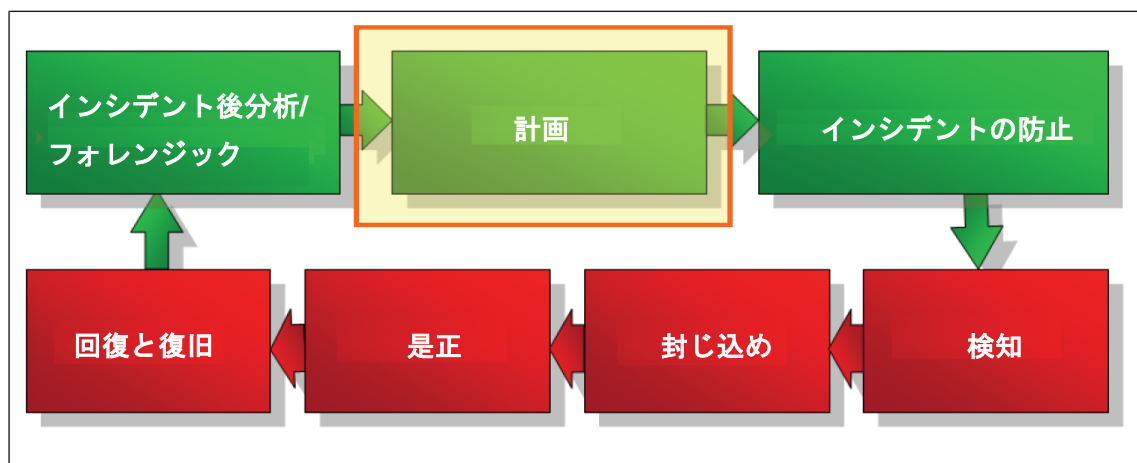 インシデント後分析/
フォレンジック
計画
インシデントの防止
回復と復旧
是正
封じ込め
検知